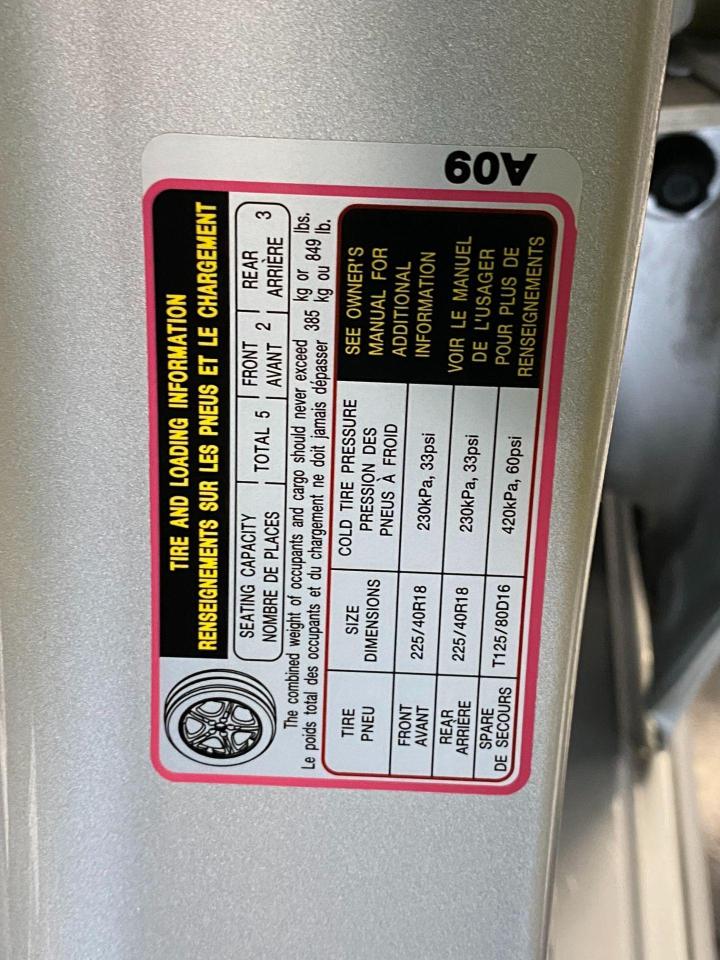 A09
TIRE AND LOADING INFORMATION
RENSEIGNEMENTS SUR LES PNEUS ET LE CHARGEMENT
SEATING CAPACITY TOTAL 5 FRONT 2 REAR 3
NOMBRE DE PLACES AVANT ARRIÈRE
The combined weight of occupants and cargo should never exceed 385 kg or 849 lbs.
Le poids total des occupants et du chargement ne doit jamais dépasser kg ou lb.
TIRE SIZE COLD TIRE PRESSURE
PNEU DIMENSIONS PRESSION DES
PNEUS À FROID
FRONT 225/40R18 230kPa, 33psi
AVANT
REAR 225/40R18 230kPa, 33psi
ARRIÈRE
SPARE T125/80D16 420kPa, 60psi
DE SECOURS
SEE OWNER'S
MANUAL FOR
ADDITIONAL
INFORMATION
VOIR LE MANUEL
DE L'USAGER
POUR PLUS DE
RENSEIGNEMENTS